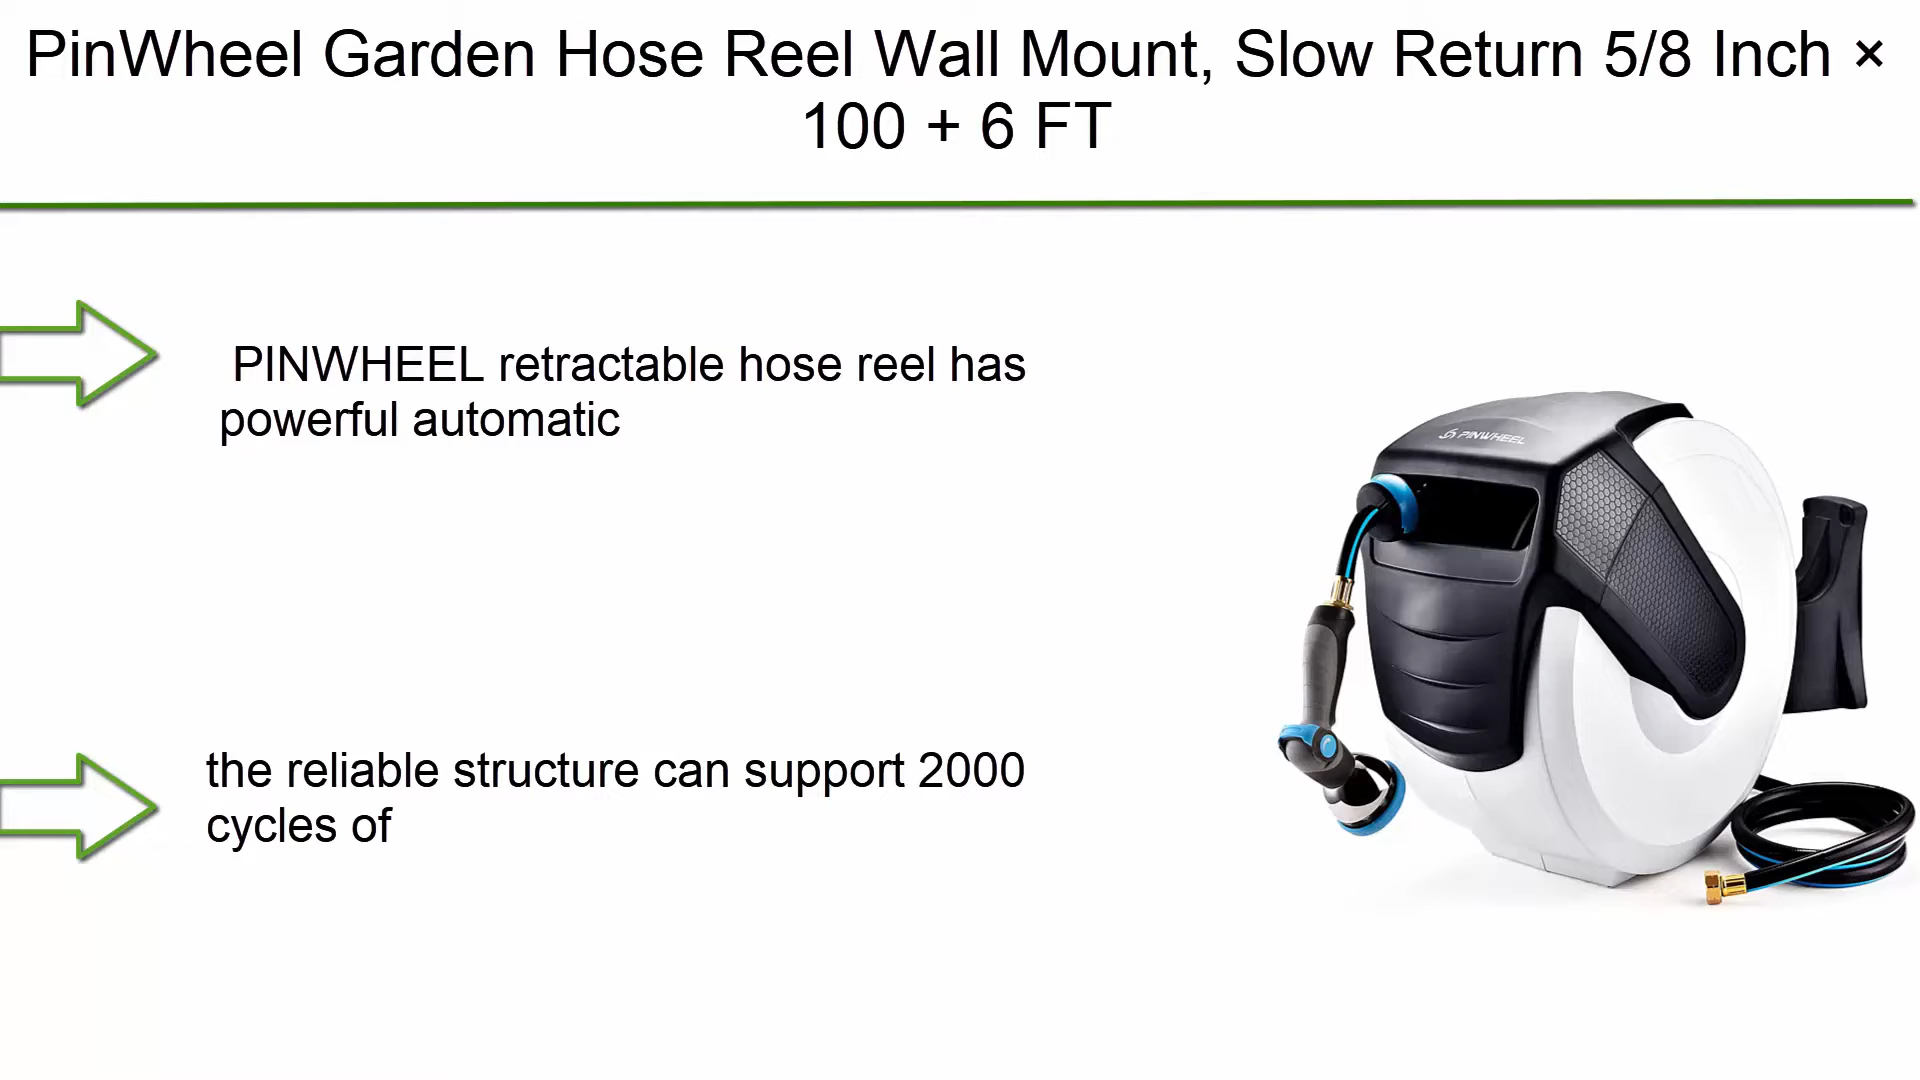 PinWheel Garden Hose Reel Wall Mount, Slow Return 5/8 Inch ×
100 + 6 FT
PINWHEEL retractable hose reel has
powerful automatic
PINWHEEL
the reliable structure can support 2000
cycles of